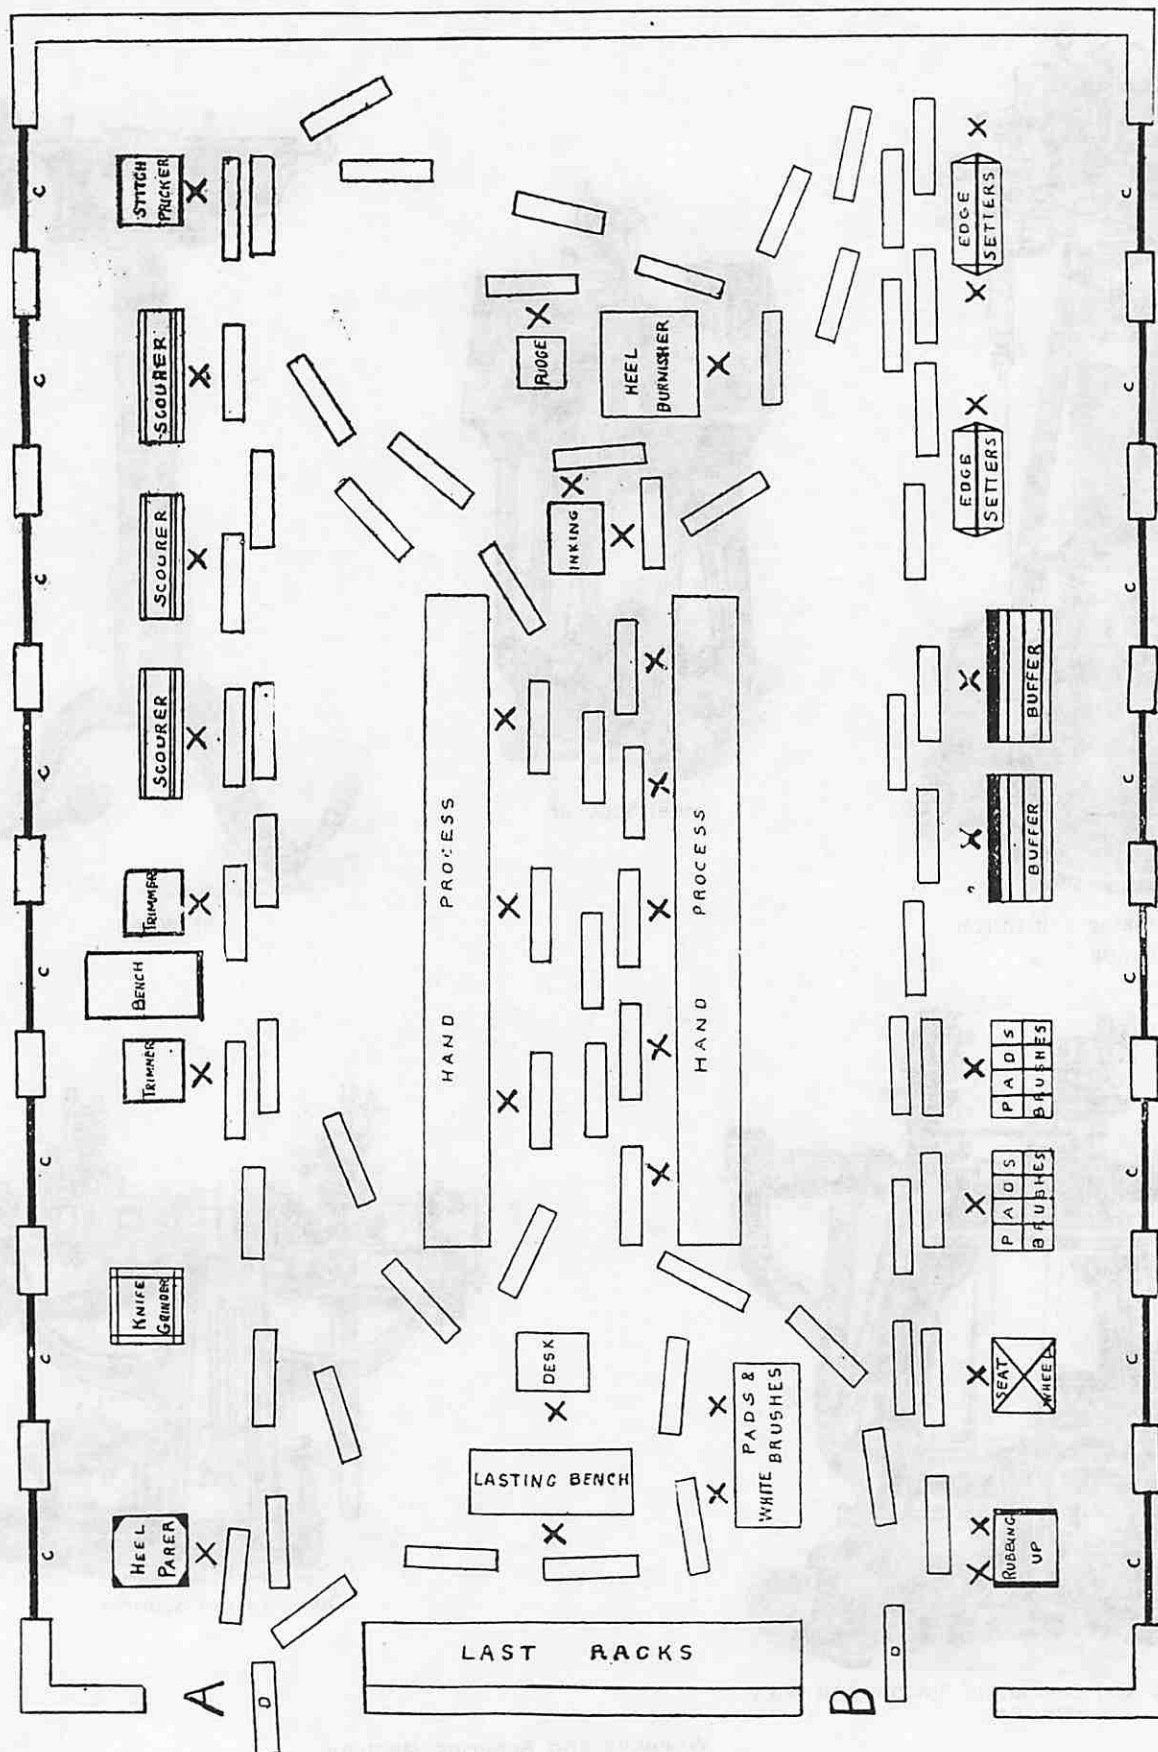 STITCH
PRICKER
SCOURER
SCOURER
SCOURER
TRIMMER
BENCH
TRIMMER
KNIFE
GRINDER
HEEL
PARER
A
D
C
C
C
C
C
C
C
C
FUDGE
HEEL
BURNISHER
INKING
HAND PROCESS
HAND PROCESS
DESK
LASTING BENCH
WHITE PADS &
BRUSHES
LAST RACKS
EDGE
SETTERS
EDGE
SETTERS
BUFFER
BUFFER
PADS
BRUSHES
PADS
BRUSHES
SEAT
WHEEL
RUBBING
UP
B
D
C
C
C
C
C
C
C
C